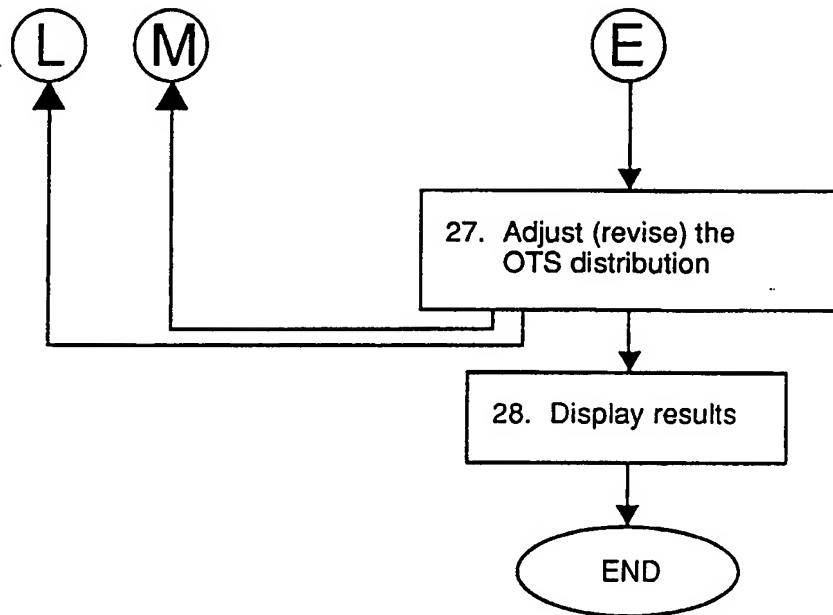 L M E
27. Adjust (revise) the
OTS distribution
28. Display results
END